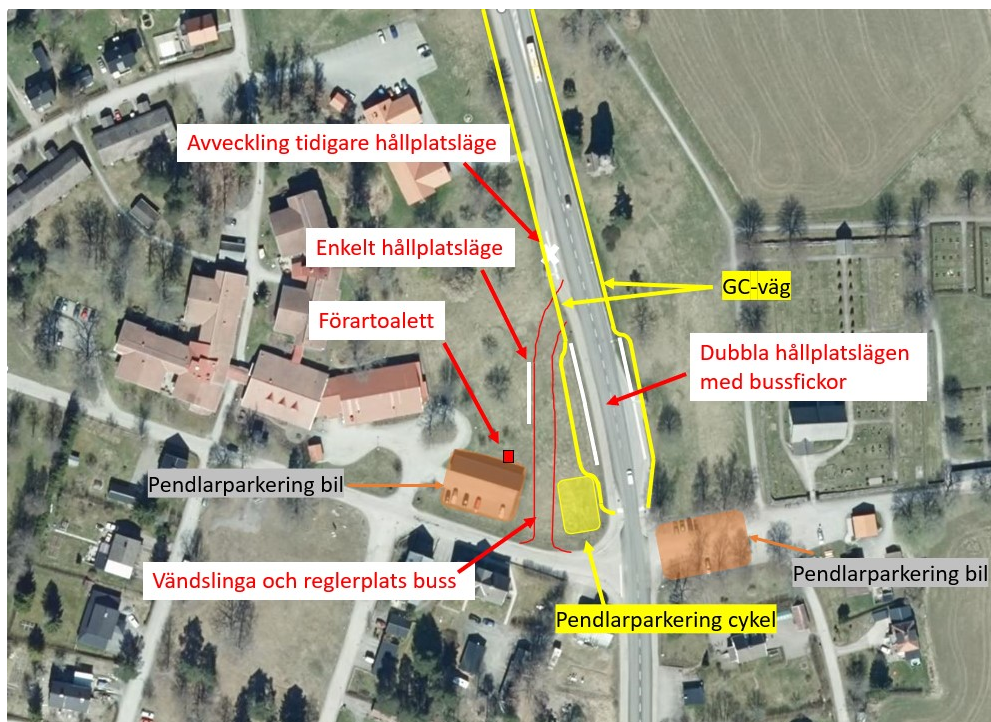 Avveckling tidigare hållplatsläge
Enkelt hållplatsläge
GC-väg
Förartoalett
Dubbla hållplatslägen
med bussfickor
Pendlarparkering bil
Vändslinga och reglerplats buss
Pendlarparkering bil
Pendlarparkering cykel